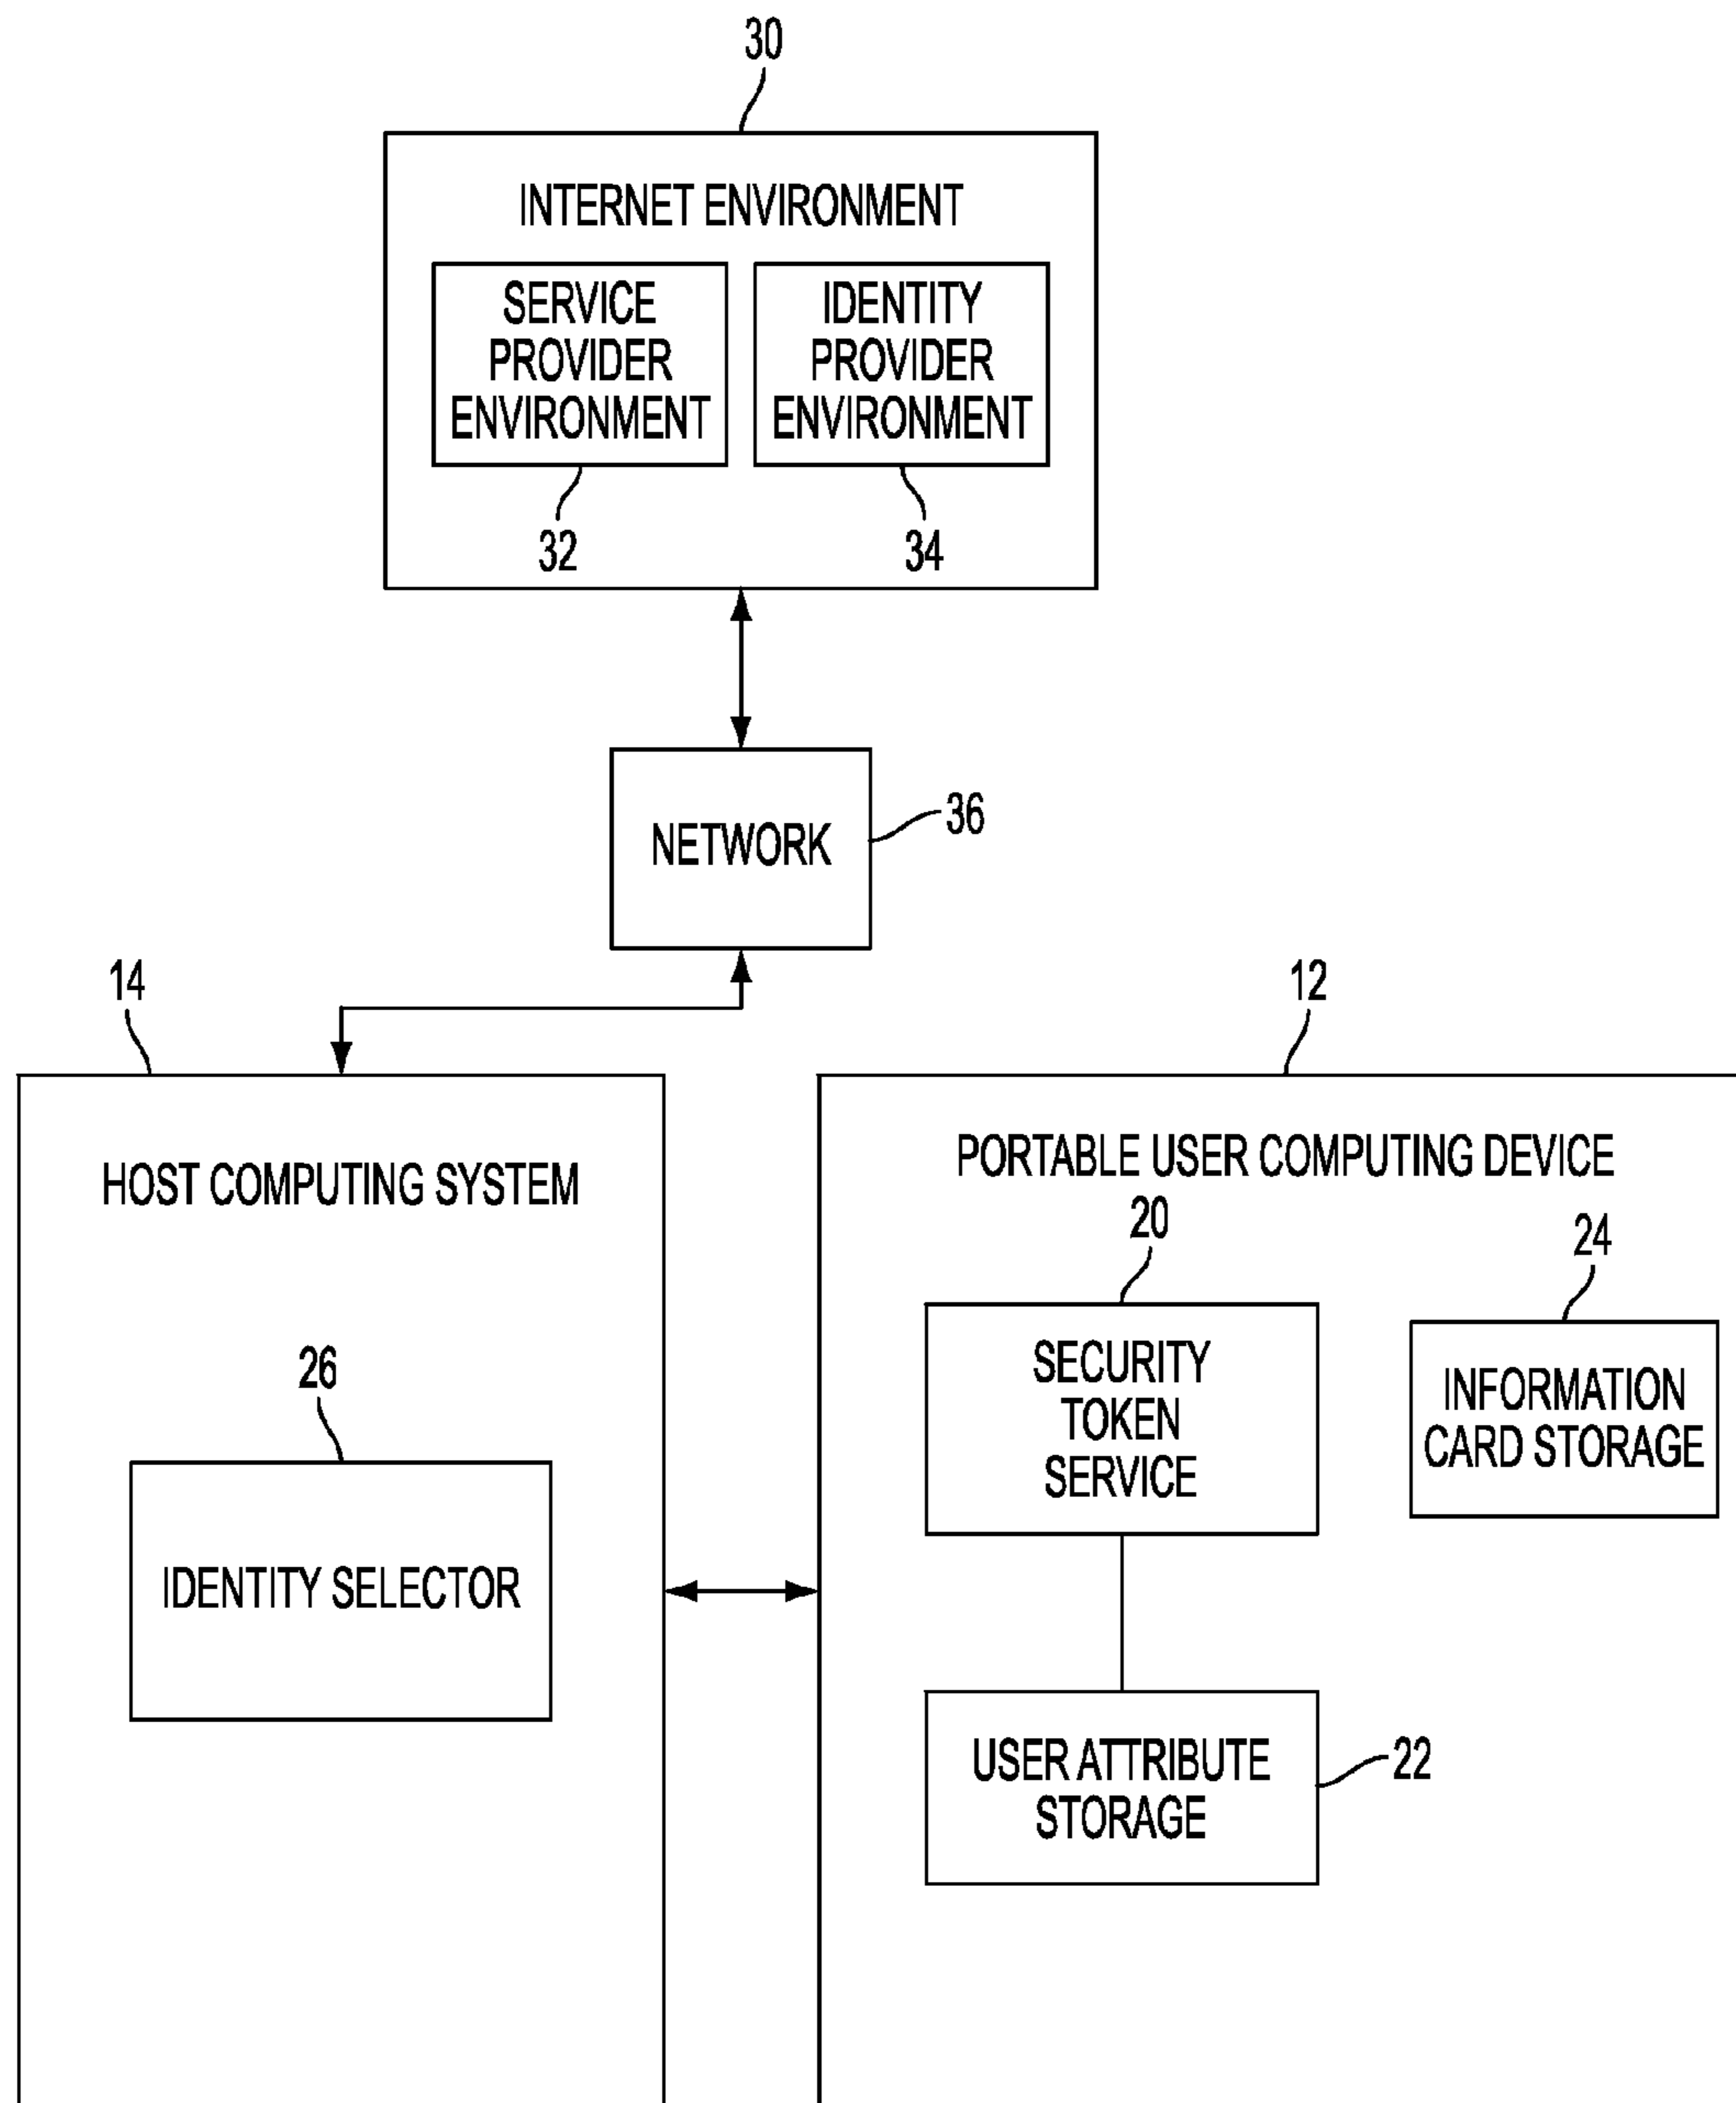 30
INTERNET ENVIRONMENT
SERVICE
PROVIDER
ENVIRONMENT
32
IDENTITY
PROVIDER
ENVIRONMENT
34
NETWORK
36
14
HOST COMPUTING SYSTEM
26
IDENTITY SELECTOR
12
PORTABLE USER COMPUTING DEVICE
20
SECURITY
TOKEN
SERVICE
24
INFORMATION
CARD STORAGE
USER ATTRIBUTE
STORAGE
22